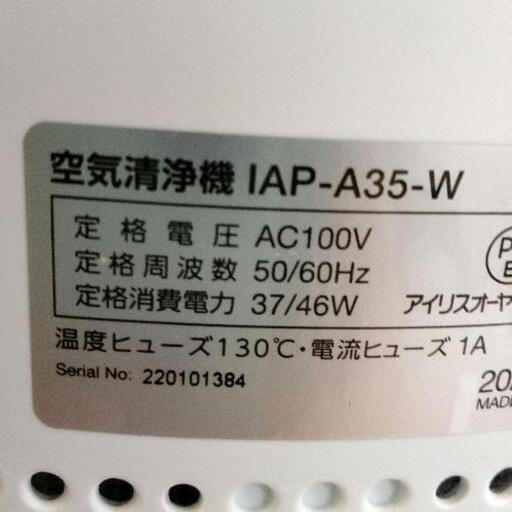 空気清浄機 IAP-A35-W
定格電圧 AC100V
定格周波数 50/60Hz
定格消費電力 37/46W
アイリスオーヤ
温度ヒューズ130℃・電流ヒューズ 1A
Serial No: 220101384
MADE